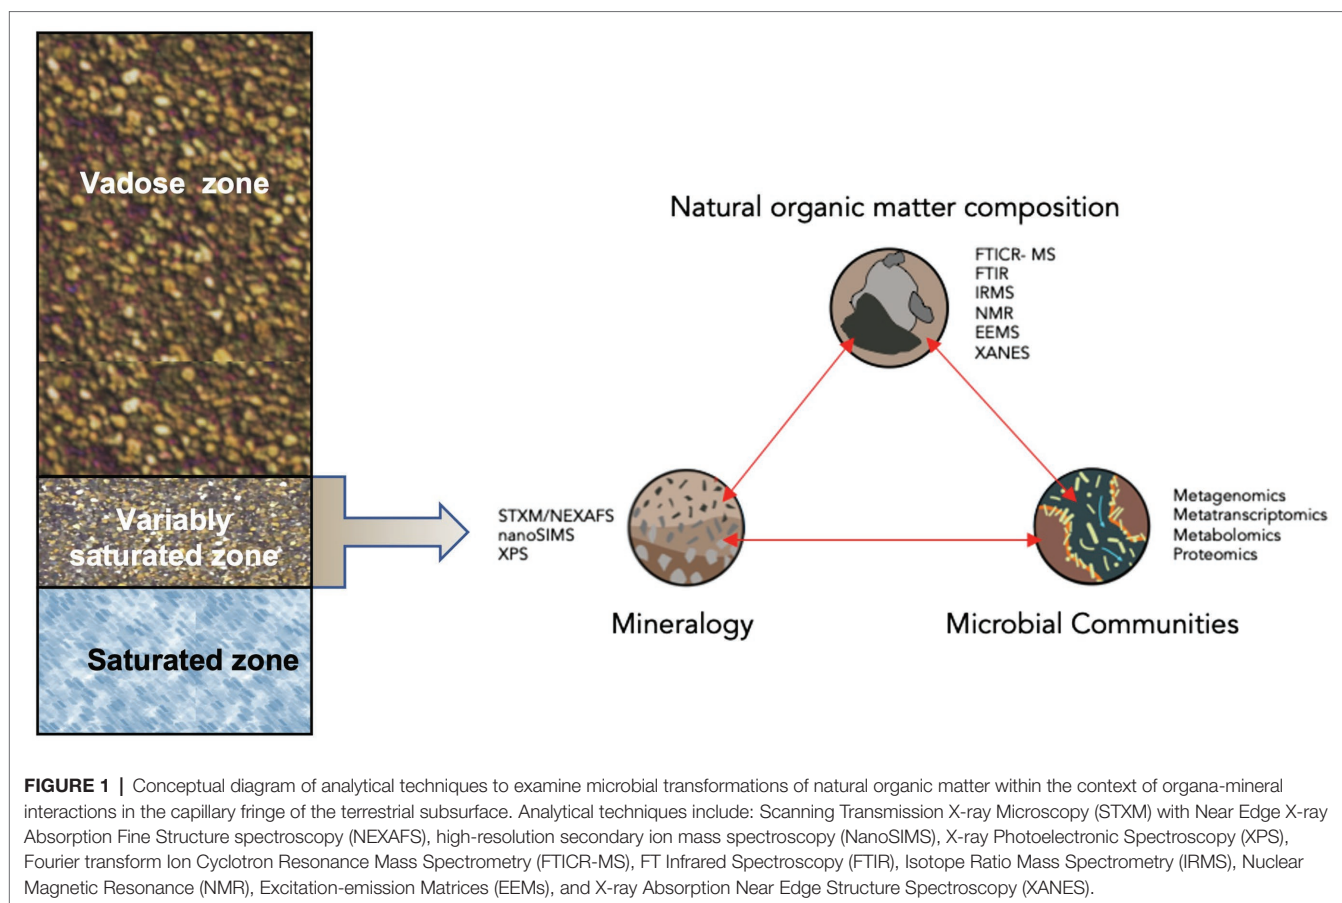 Vadose zone
Variably
saturated zone
Saturated zone
Natural organic matter composition
FTICR- MS
FTIR
IRMS
NMR
EEMS
XANES
STXM/NEXAFS
nanoSIMS
XPS
Mineralogy
Metagenomics
Metatranscriptomics
Metabolomics
Proteomics
Microbial Communities
FIGURE 1 | Conceptual diagram of analytical techniques to examine microbial transformations of natural organic matter within the context of organa-mineral
interactions in the capillary fringe of the terrestrial subsurface. Analytical techniques include: Scanning Transmission X-ray Microscopy (STXM) with Near Edge X-ray
Absorption Fine Structure spectroscopy (NEXAFS), high-resolution secondary ion mass spectroscopy (NanoSIMS), X-ray Photoelectronic Spectroscopy (XPS),
Fourier transform Ion Cyclotron Resonance Mass Spectrometry (FTICR-MS), FT Infrared Spectroscopy (FTIR), Isotope Ratio Mass Spectrometry (IRMS), Nuclear
Magnetic Resonance (NMR), Excitation-emission Matrices (EEMs), and X-ray Absorption Near Edge Structure Spectroscopy (XANES).